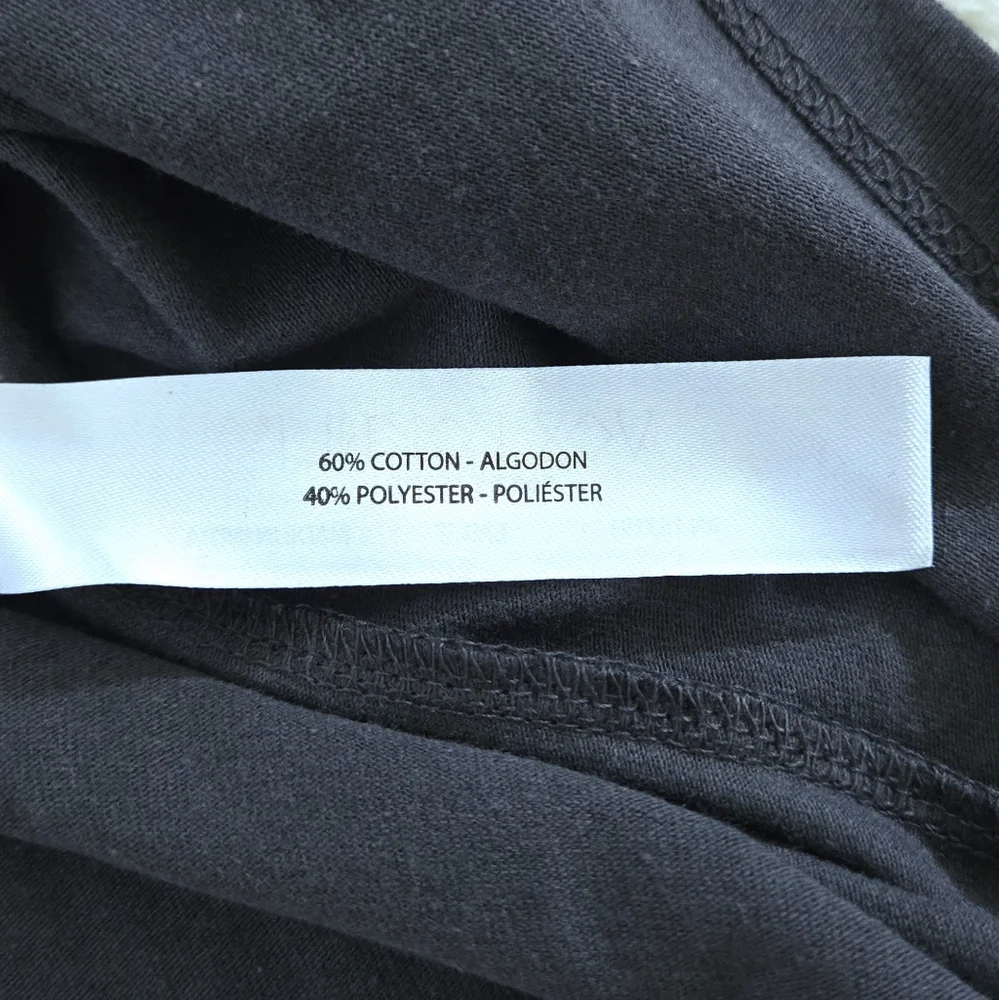 60% COTTON - ALGODON
40% POLYESTER - POLIÉSTER